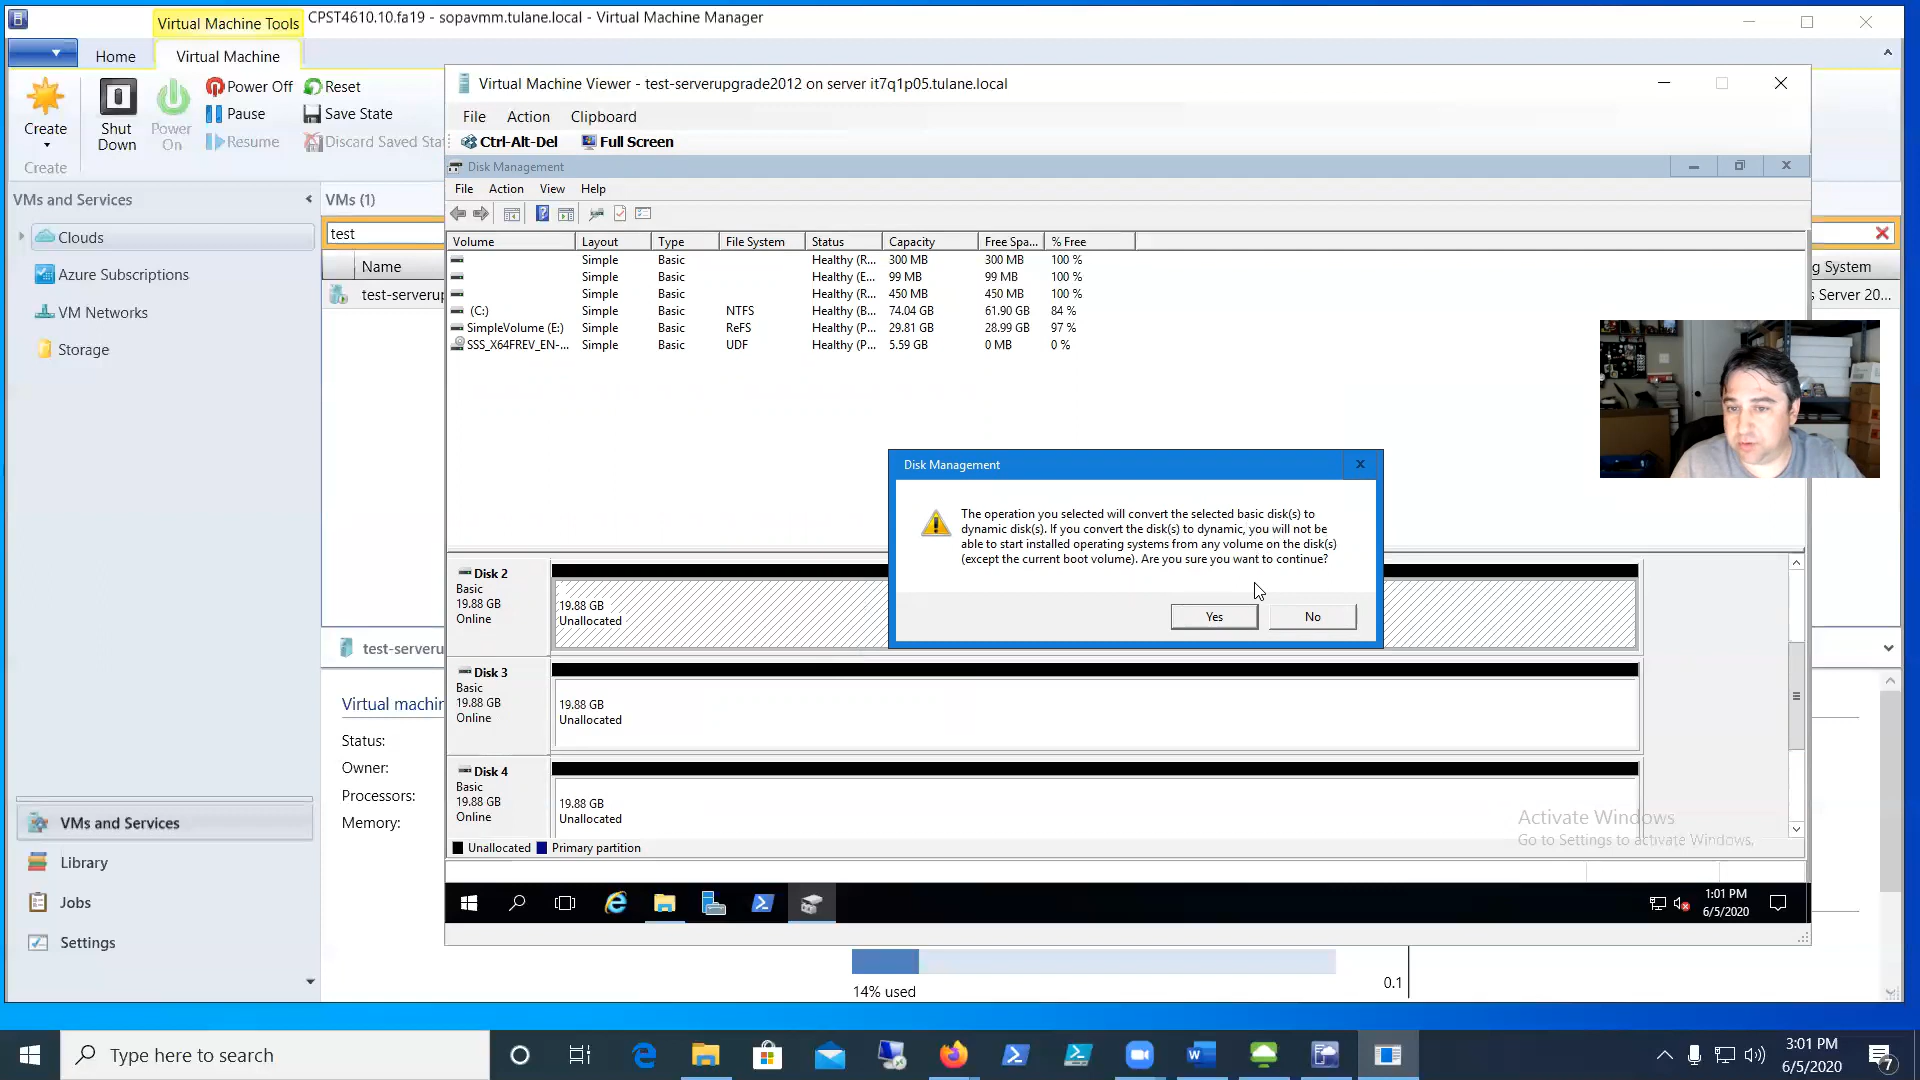 Virtual Machine Tools
CPST4610.10.fa19 - sopavmm.tulane.local - Virtual Machine Manager
Home
Virtual Machine
Create
Shut Down
Power On
Power Off
Pause
Resume
Reset
Save State
Discard Saved Sta
Create
VMs and Services
Clouds
Azure Subscriptions
VM Networks
Storage
VMs and Services
Library
Jobs
Settings
VMs (1)
test
Name
g System
test-serverup
s Server 20...
test-serveru
Virtual machin
Status:
Owner:
Processors:
Memory:
14% used
0.1
Virtual Machine Viewer - test-serverupgrade2012 on server it7q1p05.tulane.local
File Action Clipboard
Ctrl-Alt-Del Full Screen
Disk Management
File Action View Help
Volume Layout Type File System Status Capacity Free Spa... % Free
Simple Basic Healthy (R... 300 MB 300 MB 100 %
Simple Basic Healthy (E... 99 MB 99 MB 100 %
Simple Basic Healthy (R... 450 MB 450 MB 100 %
(C:) Simple Basic NTFS Healthy (B... 74.04 GB 61.90 GB 84 %
SimpleVolume (E:) Simple Basic ReFS Healthy (P... 29.81 GB 28.99 GB 97 %
SSS_X64FREV_EN-... Simple Basic UDF Healthy (P... 5.59 GB 0 MB 0 %
Disk Management
The operation you selected will convert the selected basic disk(s) to
dynamic disk(s). If you convert the disk(s) to dynamic, you will not be
able to start installed operating systems from any volume on the disk(s)
(except the current boot volume). Are you sure you want to continue?
Yes No
Disk 2
Basic
19.88 GB
Online
19.88 GB
Unallocated
Disk 3
Basic
19.88 GB
Online
19.88 GB
Unallocated
Disk 4
Basic
19.88 GB
Online
19.88 GB
Unallocated
Activate Windows
Go to Settings to activate Windows.
Unallocated Primary partition
1:01 PM
6/5/2020
Type here to search
3:01 PM
6/5/2020
7